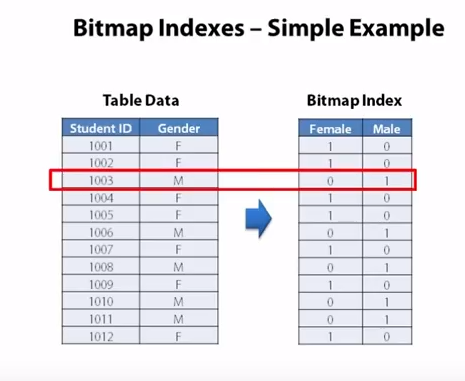 Bitmap Indexes – Simple Example
Table Data Bitmap Index
Student ID Gender Female Male
1001 F 1 0
1002 F 1 0
1003 M 0 1
1004 F 1 0
1005 F 1 0
1006 M 0 1
1007 F 1 0
1008 M 0 1
1009 F 1 0
1010 M 0 1
1011 M 0 1
1012 F 1 0